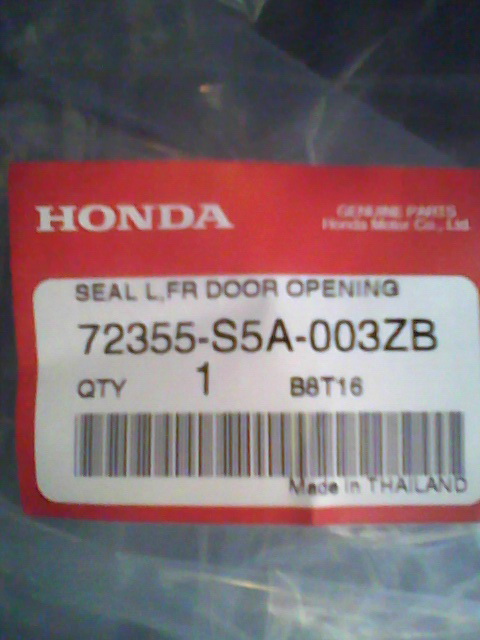 HONDA
GENUINE PARTS
Honda Motor Co., Ltd.
SEAL L,FR DOOR OPENING
72355-S5A-003ZB
QTY 1 B8T16
Made in THAILAND